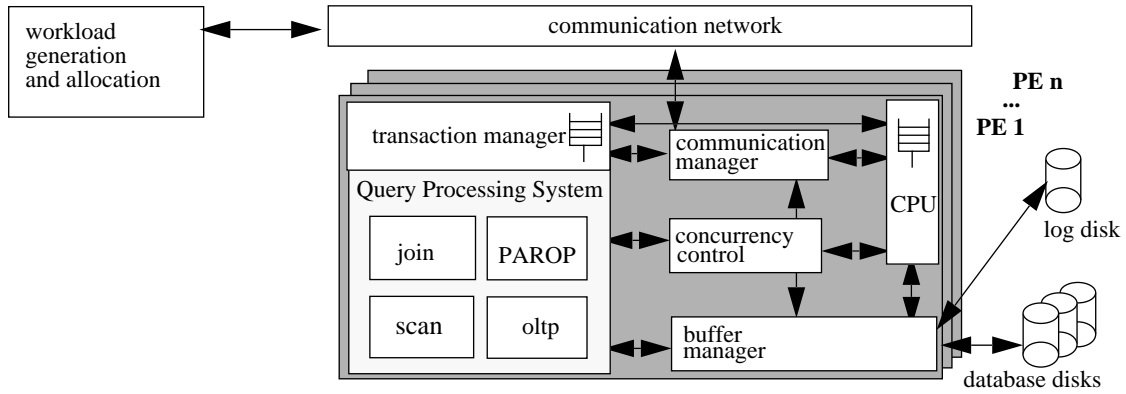 workload
generation
and allocation
communication network
PE n
...
PE 1
transaction manager
communication
manager
Query Processing System
CPU
join
PAROP
concurrency
control
log disk
scan
oltp
buffer
manager
database disks